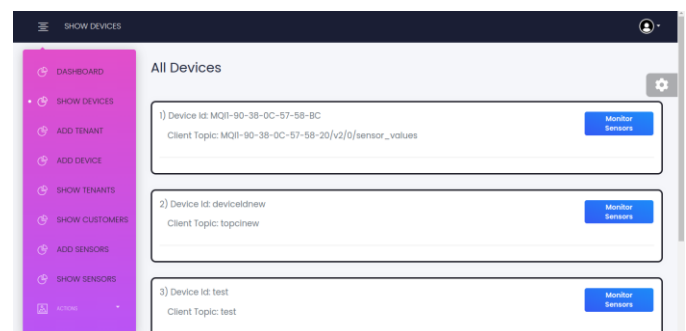 SHOW DEVICES
DASHBOARD
SHOW DEVICES
ADD TENANT
ADD DEVICE
SHOW TENANTS
SHOW CUSTOMERS
ADD SENSORS
SHOW SENSORS
ACTIONS
All Devices
1) Device Id: MQI1-90-38-0C-57-58-BC
Client Topic: MQI1-90-38-0C-57-58-20/v2/0/sensor_values
Monitor
Sensors
2) Device Id: deviceIdnew
Client Topic: topcinew
Monitor
Sensors
3) Device Id: test
Client Topic: test
Monitor
Sensors